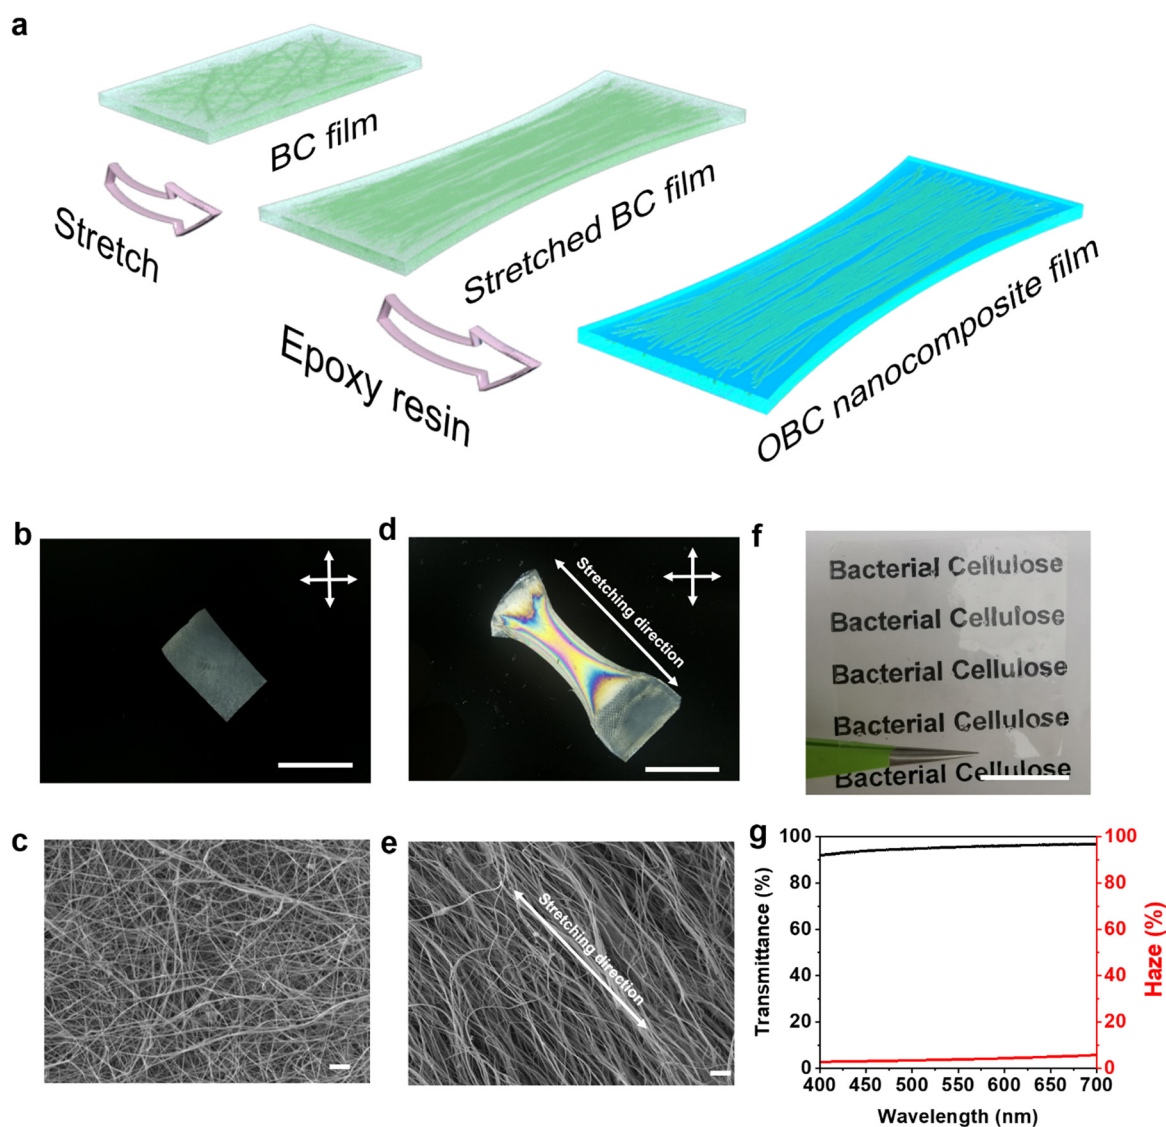 a
BC film
Stretch
Stretched BC film
Epoxy resin
OBC nanocomposite film
b
d
Stretching direction
f
Bacterial Cellulose
Bacterial Cellulose
Bacterial Cellulose
Bacterial Cellulose
Bacterial Cellulose
c
e
Stretching direction
g
100
80
60
40
20
0
Transmittance (%)
100
80
60
40
20
0
Haze (%)
400 450 500 550 600 650 700
Wavelength (nm)